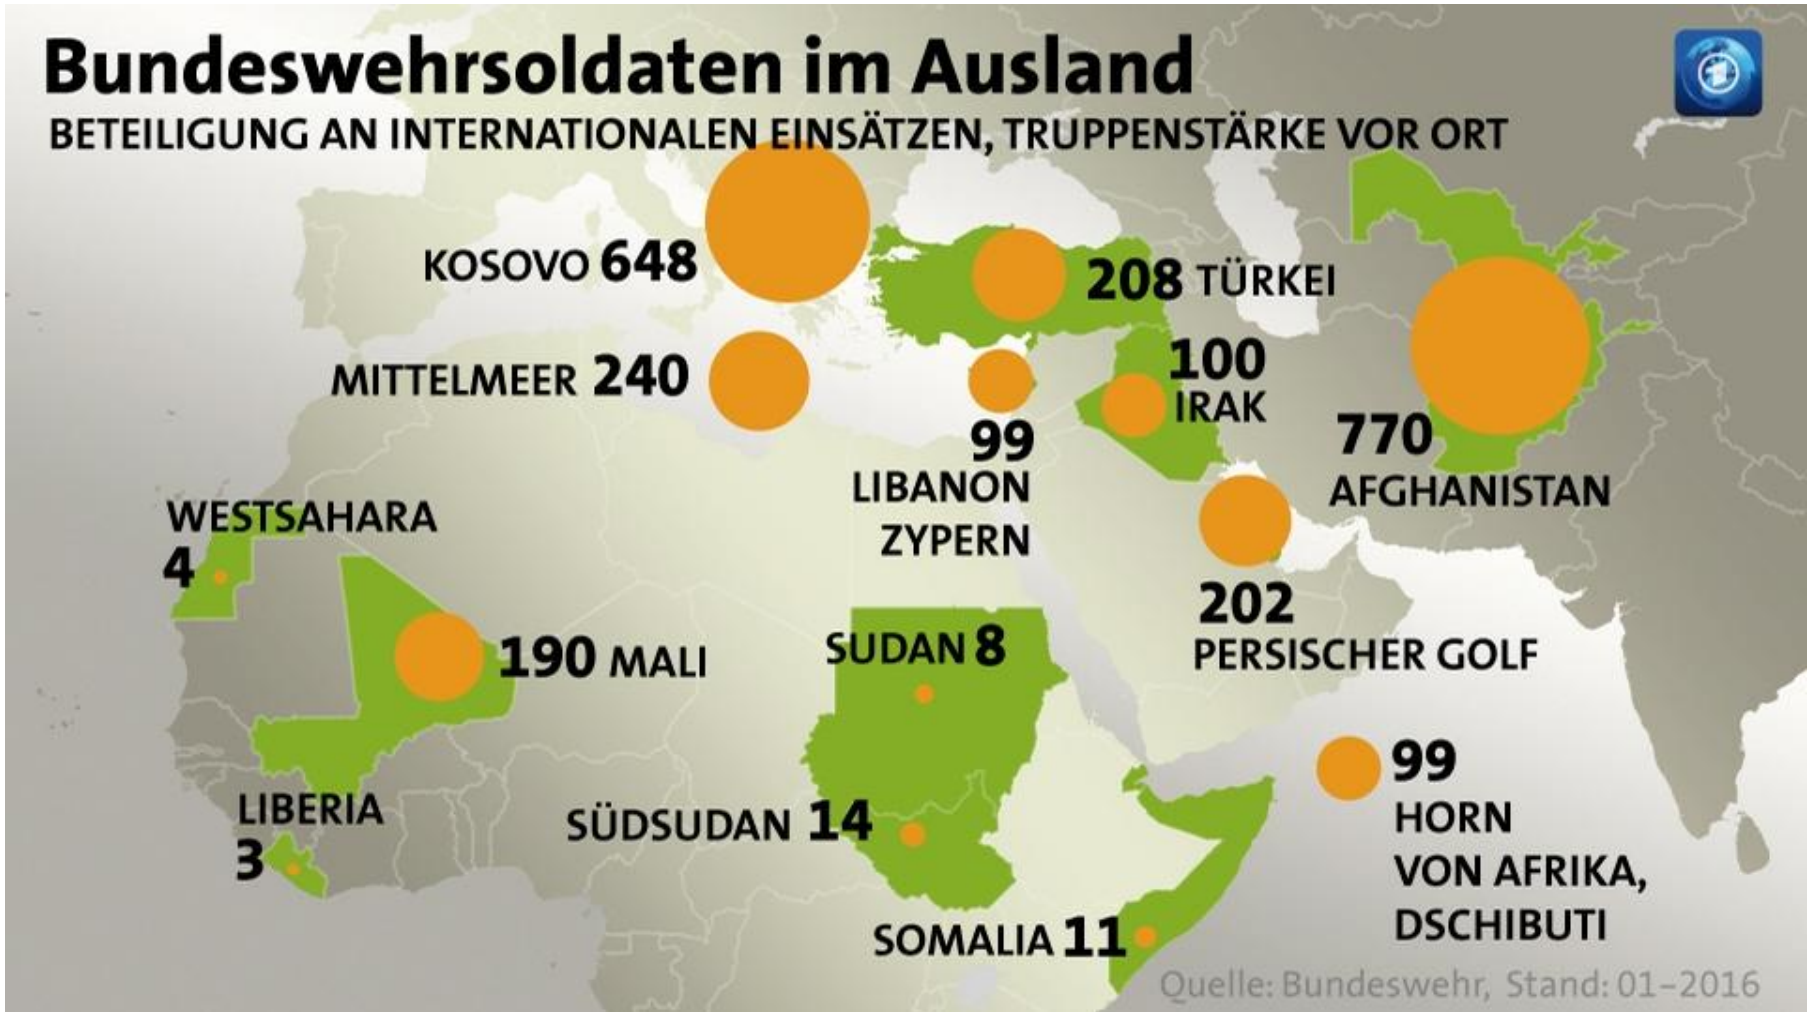 Bundeswehrsoldaten im Ausland
BETEILIGUNG AN INTERNATIONALEN EINSÄTZEN, TRUPPENSTÄRKE VOR ORT
KOSOVO 648
208 TÜRKEI
MITTELMEER 240
100
IRAK
99
LIBANON
ZYPERN
770
AFGHANISTAN
WESTSAHARA
4
202
PERSISCHER GOLF
190 MALI
SUDAN 8
LIBERIA
3
SÜDSUDAN 14
99
HORN
VON AFRIKA,
DSCHIBUTI
SOMALIA 11
Quelle: Bundeswehr, Stand: 01-2016